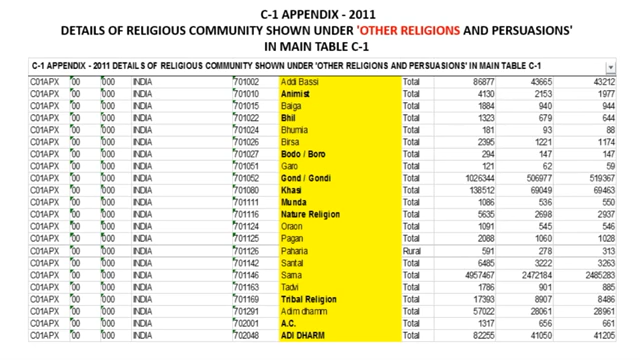 C-1 APPENDIX - 2011
DETAILS OF RELIGIOUS COMMUNITY SHOWN UNDER 'OTHER RELIGIONS AND PERSUASIONS'
IN MAIN TABLE C-1
C-1 APPENDIX - 2011 DETAILS OF RELIGIOUS COMMUNITY SHOWN UNDER 'OTHER RELIGIONS AND PERSUASIONS' IN MAIN TABLE C-1
C01APX 00 000 INDIA 701002 Addi Bassi Total 86877 43665 43212
C01APX 00 000 INDIA 701010 Animist Total 4130 2153 1977
C01APX 00 000 INDIA 701015 Baiga Total 1884 940 944
C01APX 00 000 INDIA 701022 Bhil Total 1323 679 644
C01APX 00 000 INDIA 701024 Bhumia Total 181 93 88
C01APX 00 000 INDIA 701026 Birsa Total 2395 1221 1174
C01APX 00 000 INDIA 701027 Bodo / Boro Total 294 147 147
C01APX 00 000 INDIA 701051 Garo Total 121 62 59
C01APX 00 000 INDIA 701052 Gond / Gondi Total 1026344 506977 519367
C01APX 00 000 INDIA 701080 Khasi Total 138512 69049 69463
C01APX 00 000 INDIA 701111 Munda Total 1086 536 550
C01APX 00 000 INDIA 701116 Nature Religion Total 5635 2698 2937
C01APX 00 000 INDIA 701124 Oraon Total 1091 545 546
C01APX 00 000 INDIA 701125 Pagan Total 2088 1060 1028
C01APX 00 000 INDIA 701126 Paharia Rural 591 278 313
C01APX 00 000 INDIA 701142 Santal Total 6485 3222 3263
C01APX 00 000 INDIA 701146 Sarna Total 4957467 2472184 2485283
C01APX 00 000 INDIA 701163 Tadvi Total 1786 901 885
C01APX 00 000 INDIA 701169 Tribal Religion Total 17393 8907 8486
C01APX 00 000 INDIA 701291 Adim dharm Total 57022 28061 28961
C01APX 00 000 INDIA 702001 A.C. Total 1317 656 661
C01APX 00 000 INDIA 702048 ADI DHARM Total 82255 41050 41205